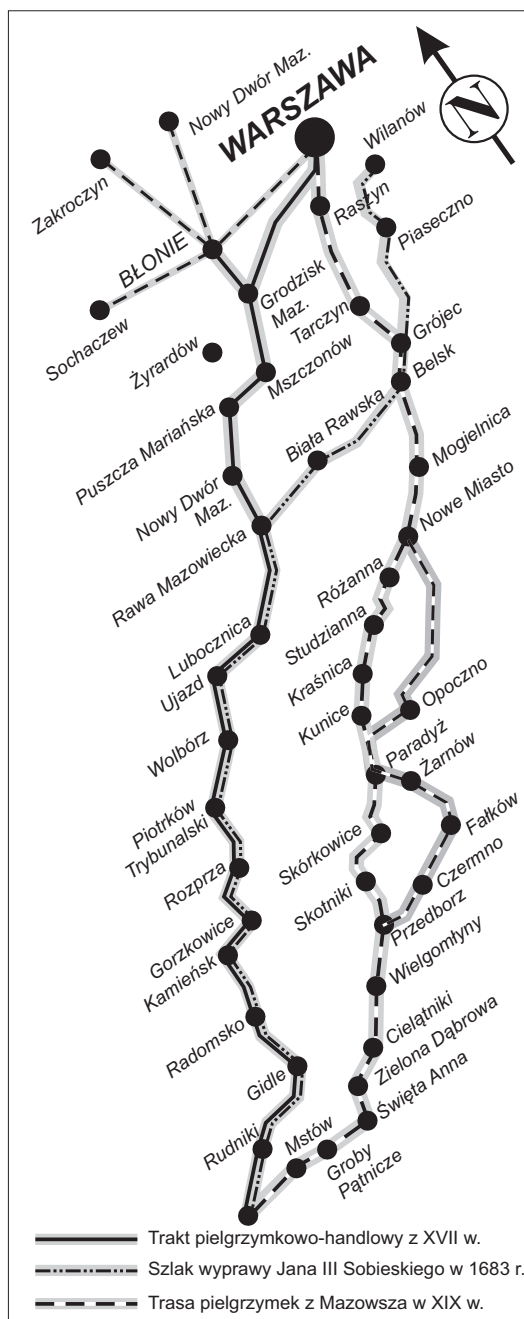 Nowy Dwór Maz.
WARSZAWA
N
Wilanów
Zakroczyn
Raszyn
Piaseczno
BŁONIE
Sochaczew
Grodzisk
Maz.
Tarczyn
Grójec
Żyrardów
Mszczonów
Belsk
Puszcza Mariańska
Biała Rawska
Mogielnica
Nowy Dwór
Maz.
Nowe Miasto
Rawa Mazowiecka
Różanna
Lubocznica
Studzianna
Ujazd
Kraśnica
Opoczno
Kunice
Wolbórz
Paradyż
Żarnów
Piotrków
Trybunalski
Skórkowice
Fałków
Rozprza
Skotniki
Czermno
Gorzkowice
Przedborz
Kamieńsk
Wielgomłyny
Radomsko
Cielątniki
Gidle
Zielona Dąbrowa
Święta Anna
Rudniki
Mstów
Groby
Pątnicze
Trakt pielgrzymkowo-handlowy z XVII w.
Szlak wyprawy Jana III Sobieskiego w 1683 r.
Trasa pielgrzymek z Mazowsza w XIX w.